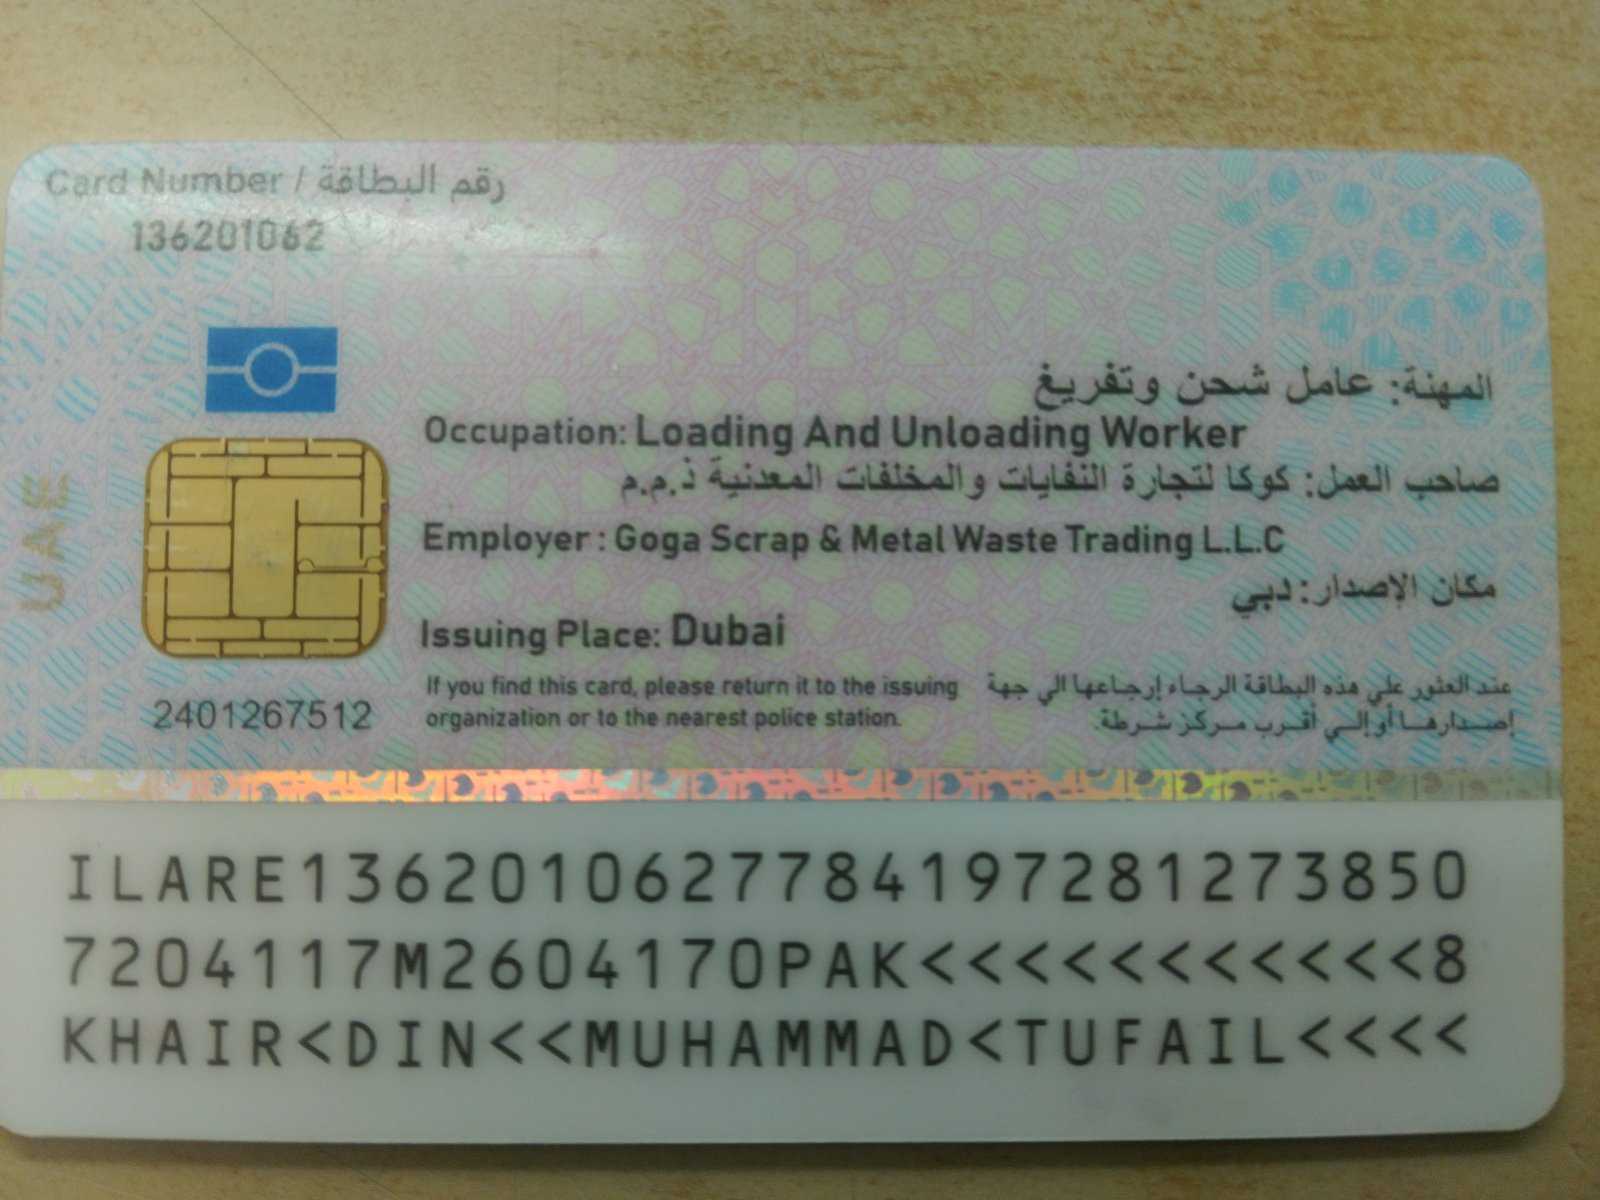 Card Number / رقم البطاقة
136201062
المهنة: عامل شحن وتفريغ
Occupation: Loading And Unloading Worker
صاحب العمل: كوكا لتجارة النفايات والمخلفات المعدنية ذ.م.م
Employer : Goga Scrap & Metal Waste Trading L.L.C
مكان الإصدار: دبي
Issuing Place: Dubai
If you find this card, please return it to the issuing
organization or to the nearest police station.
عند العثور علي هذه البطاقة الرجاء إرجاعها الي جهة
إصدارها أو إلي أقرب مركز شرطة.
UAE
2401267512
ILARE1362010627784197281273850
7204117M2604170PAK<<<<<<<<<<<8
KHAIR<DIN<<MUHAMMAD<TUFAIL<<<<